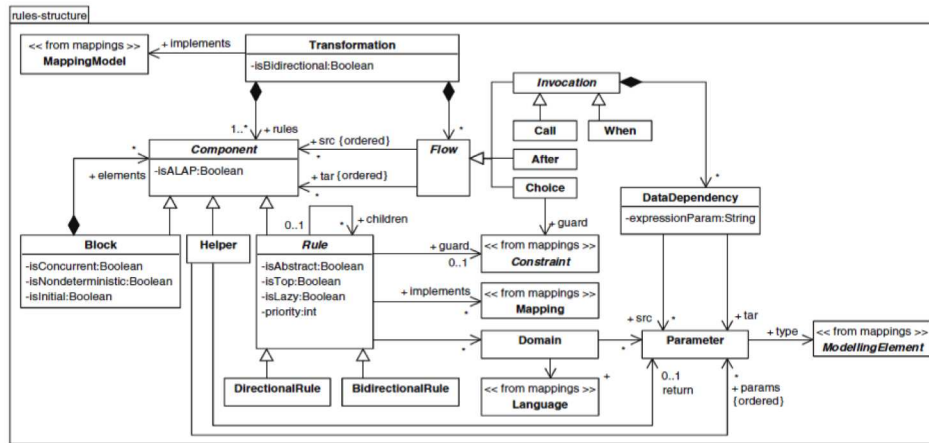 rules-structure
<< from mappings >>
MappingModel
+ implements
Transformation
-isBidirectional:Boolean
Invocation
Call
When
1..*
+ rules
*
*
+ elements
Component
-isALAP:Boolean
+ src {ordered}
*
+ tar {ordered}
*
Flow
After
Choice
+ guard
*
DataDependency
-expressionParam:String
Block
-isConcurrent:Boolean
-isNondeterministic:Boolean
-isInitial:Boolean
Helper
0..1
*
+ children
Rule
-isAbstract:Boolean
-isTop:Boolean
-isLazy:Boolean
-priority:int
+ guard
0..1
<< from mappings >>
Constraint
+ implements
*
<< from mappings >>
Mapping
*
Domain
*
+ src
*
+ tar
Parameter
+ type
<< from mappings >>
ModellingElement
DirectionalRule
BidirectionalRule
+
<< from mappings >>
Language
0..1
return
*
+ params
{ordered}